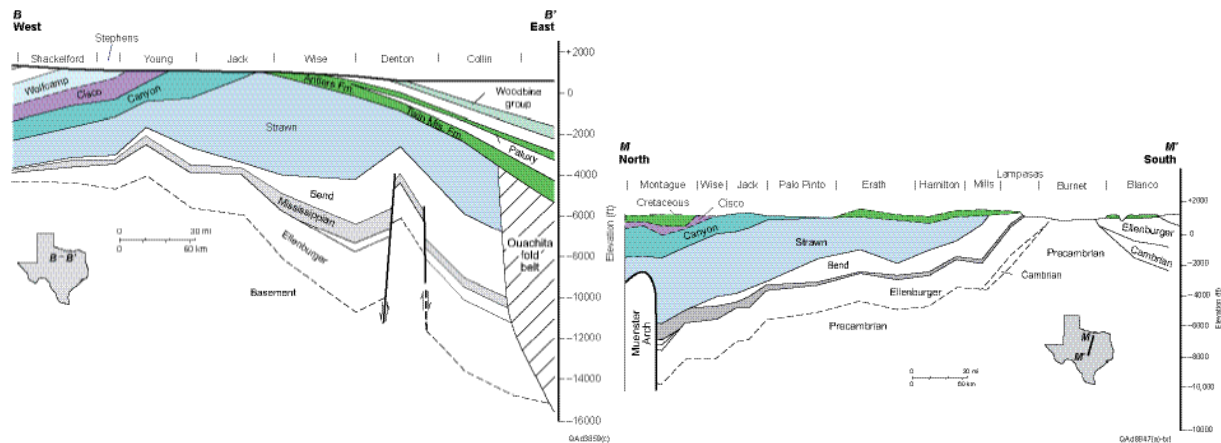 B
West
B'
East
Stephens
Shackelford
Young
Jack
Wise
Denton
Collin
+2000
0
-2000
-4000
-6000
-8000
-10000
-12000
-14000
-16000
Elevation (ft)
Wolfcamp
Cisco
Canyon
Strawn
Antlers Fm.
Twin Mts. Fm.
Woodbine
group
Paluxy
Bend
Mississippian
Ellenburger
Basement
Ouachita
fold
belt
0 30 mi
0 60 km
B - B'
QAd3859(c)
M
North
M'
South
Lampasas
Montague
Wise
Jack
Palo Pinto
Erath
Hamilton
Mills
Burnet
Blanco
Cretaceous
Cisco
Canyon
Strawn
Bend
Ellenburger
Cambrian
Precambrian
Precambrian
Ellenburger
Cambrian
Muenster
Arch
+2000
0
-2000
-4000
-6000
-8000
-10,000
-10000
Elevation (ft)
0 30 mi
0 50 km
M
M'